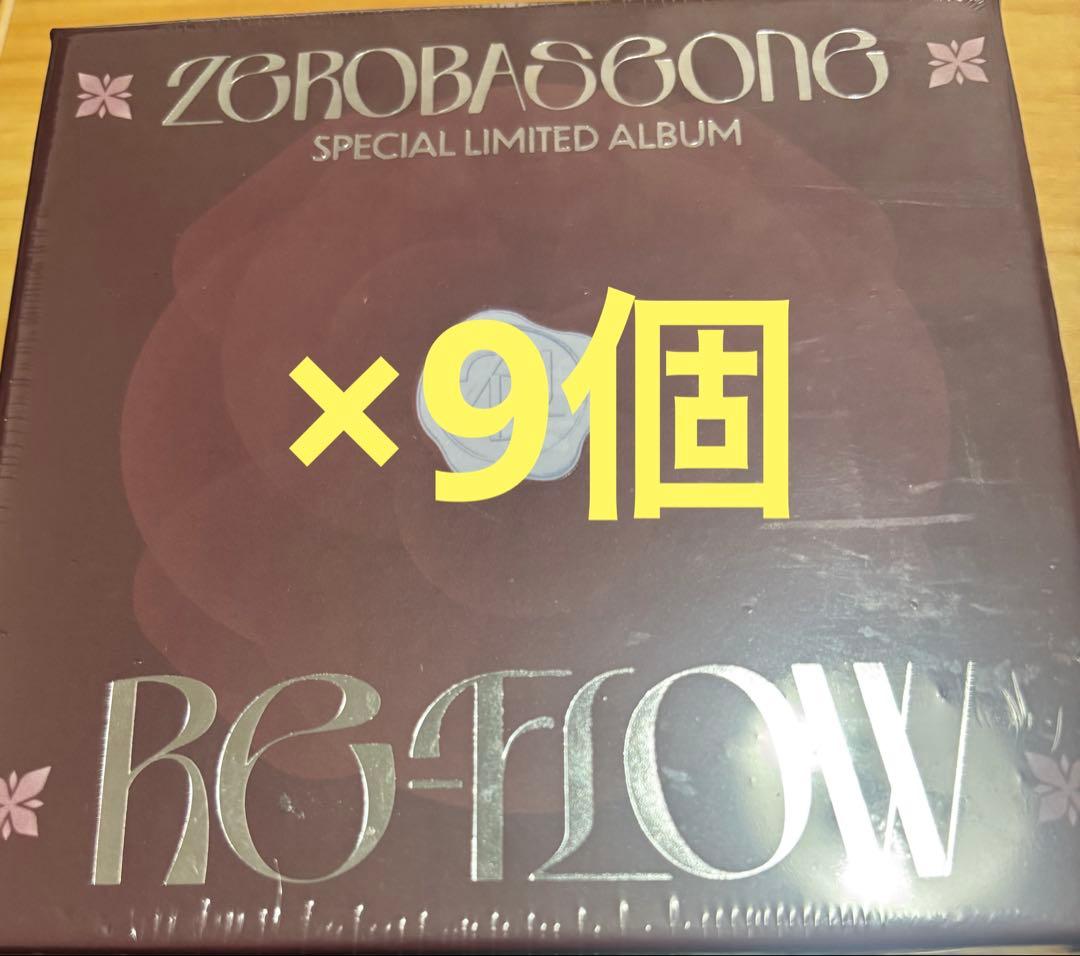 ZEROBASEONE
SPECIAL LIMITED ALBUM
×9個
RE-FLOW